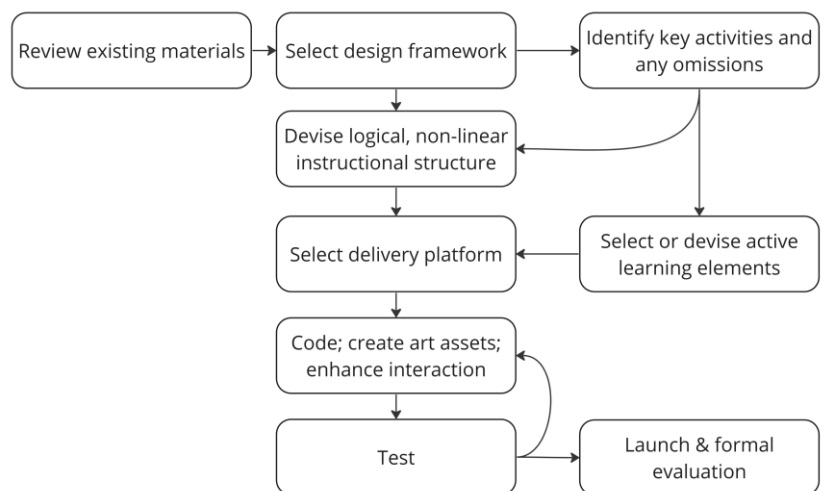 Review existing materials
Select design framework
Identify key activities and
any omissions
Devise logical, non-linear
instructional structure
Select delivery platform
Select or devise active
learning elements
Code; create art assets;
enhance interaction
Test
Launch & formal
evaluation